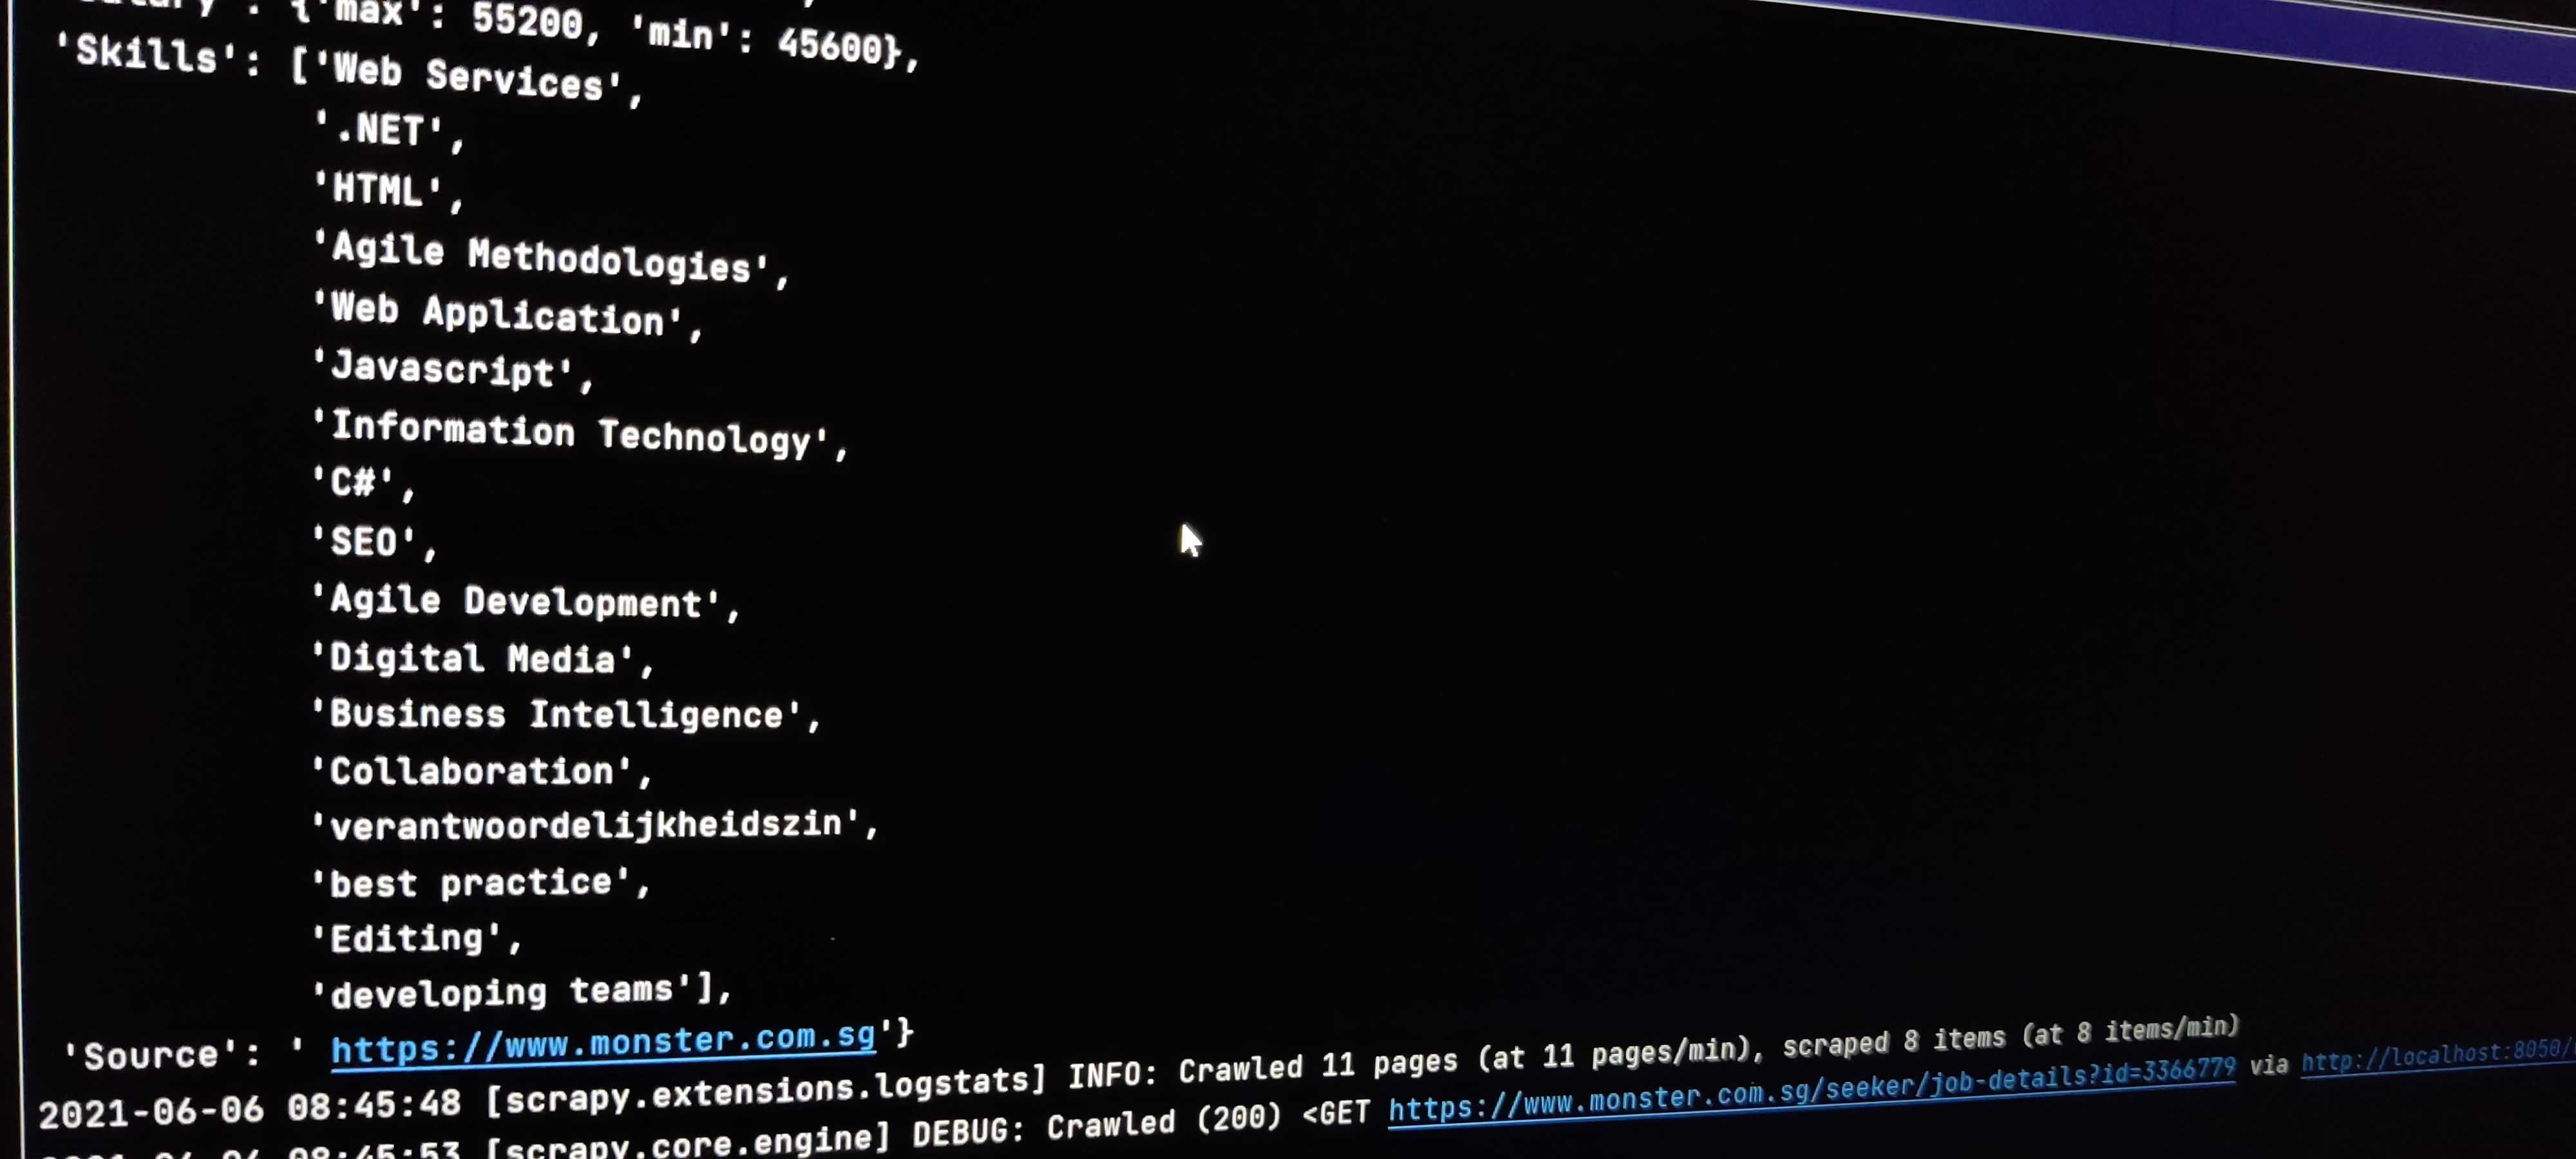 ': {'max': 55200, 'min': 45600},
'Skills': ['Web Services',
'.NET',
'HTML',
'Agile Methodologies',
'Web Application',
'Javascript',
'Information Technology',
'C#',
'SEO',
'Agile Development',
'Digital Media',
'Business Intelligence',
'Collaboration',
'verantwoordelijkheidszin',
'best practice',
'Editing',
'developing teams'],
'Source': ' https://www.monster.com.sg'}
2021-06-06 08:45:48 [scrapy.extensions.logstats] INFO: Crawled 11 pages (at 11 pages/min), scraped 8 items (at 8 items/min)
2021-06-06 08:45:53 [scrapy.core.engine] DEBUG: Crawled (200) <GET https://www.monster.com.sg/seeker/job-details?id=3366779 via http://localhost:8050/